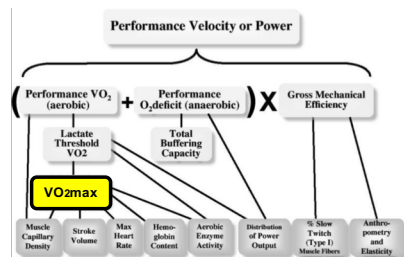 Performance Velocity or Power
(
Performance VO2
(aerobic)
+
Performance
O2deficit (anaerobic)
)
X
Gross Mechanical
Efficiency
Lactate
Threshold
VO2
Total
Buffering
Capacity
VO2max
Muscle
Capillary
Density
Stroke
Volume
Max
Heart
Rate
Hemo-
globin
Content
Aerobic
Enzyme
Activity
Distribution
of Power
Output
% Slow
Twitch
(Type I)
Muscle Fibers
Anthro-
pometry
and
Elasticity